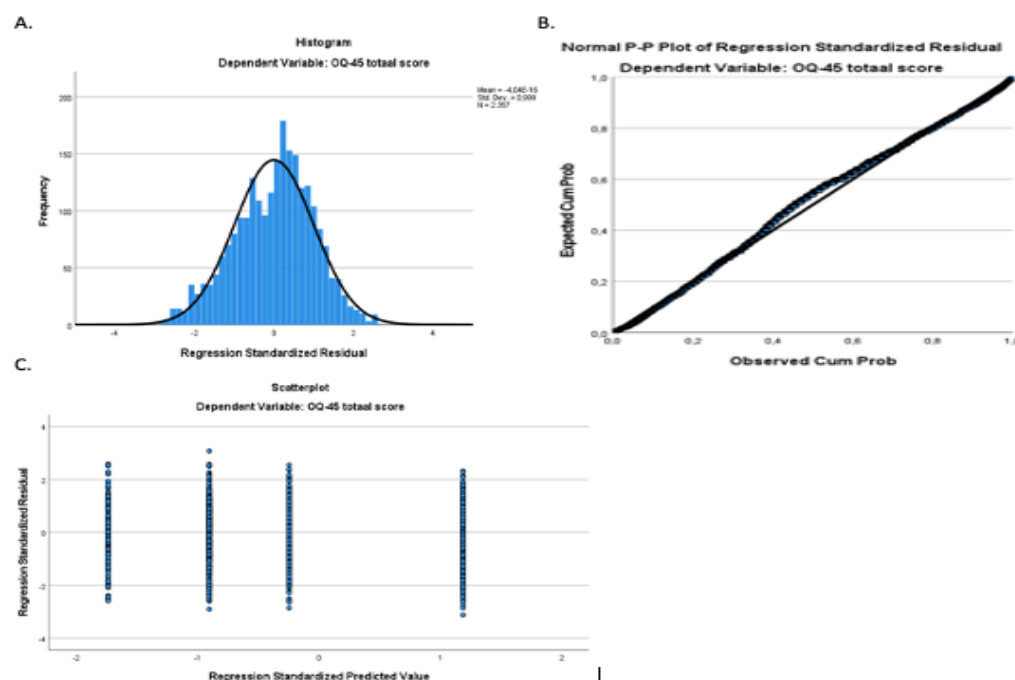 A.
Histogram
Dependent Variable: OQ-45 totaal score
Mean = -4,04E-16
Std. Dev. = 0,999
N = 2.357
200
150
100
50
0
Frequency
-4 -2 0 2 4
Regression Standardized Residual
B.
Normal P-P Plot of Regression Standardized Residual
Dependent Variable: OQ-45 totaal score
1,0
0,8
0,6
0,4
0,2
0,0
Expected Cum Prob
0,0 0,2 0,4 0,6 0,8 1,0
Observed Cum Prob
C.
Scatterplot
Dependent Variable: OQ-45 totaal score
4
2
0
-2
-4
Regression Standardized Residual
-2 -1 0 1 2
Regression Standardized Predicted Value